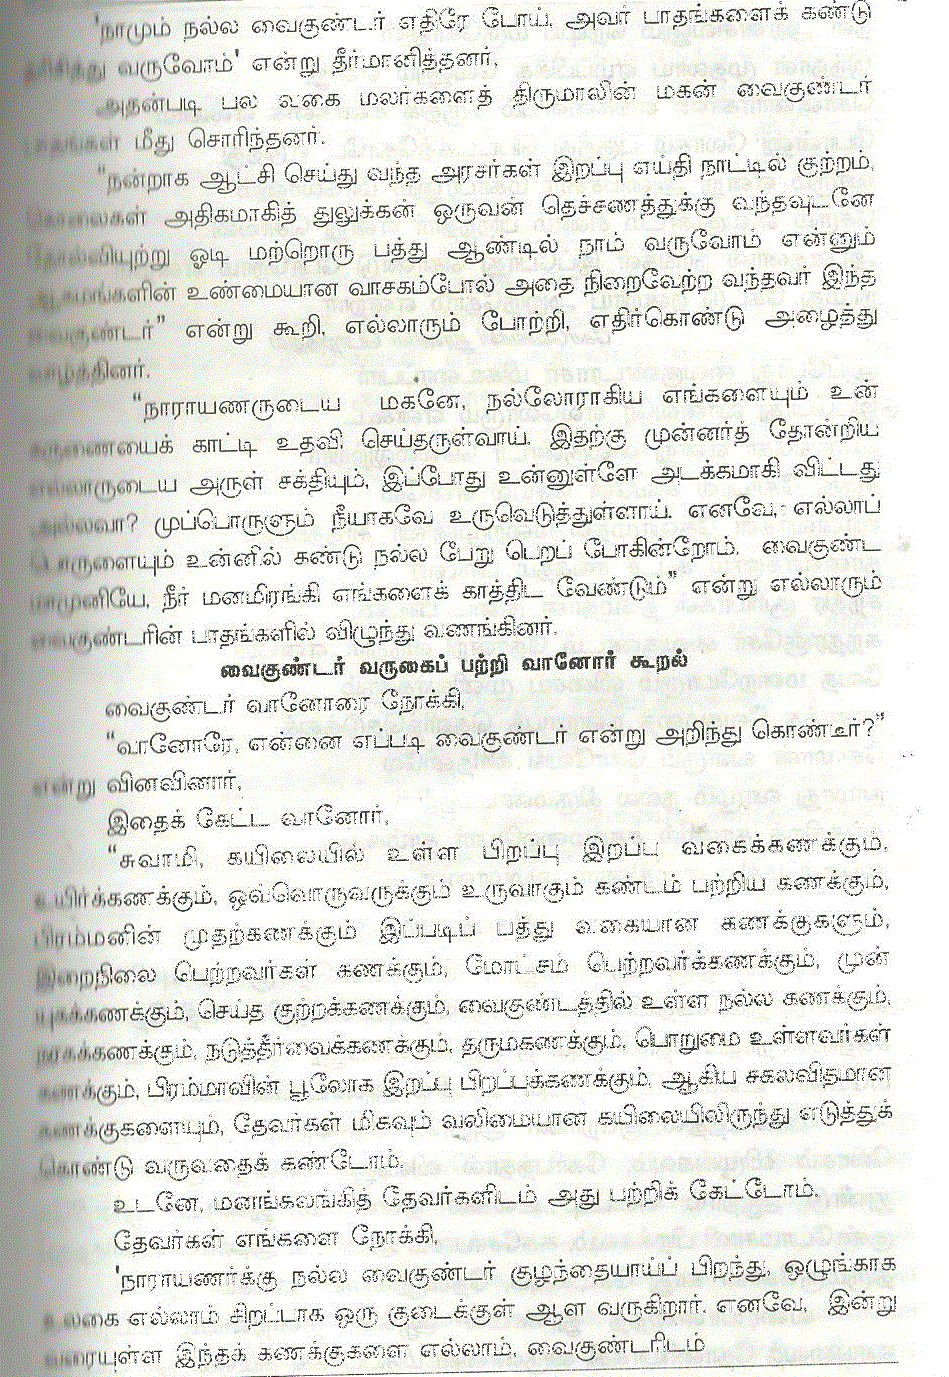 'நாமும் நல்ல வைகுண்டர் எதிரே போய், அவர் பாதங்களைக் கண்டு
தரிசித்து வருவோம்' என்று தீர்மானித்தனர்,
அதன்படி பல வகை மலர்களைத் திருமாலின் மகன் வைகுண்டர்
பாதங்கள் மீது சொரிந்தனர்.
“நன்றாக ஆட்சி செய்து வந்த அரசர்கள் இறப்பு எய்தி நாட்டில் குற்றம்,
கொலைகள் அதிகமாகித் துலுக்கன் ஒருவன் தெச்சணத்துக்கு வந்தவுடனே
தோல்வியுற்று ஓடி மற்றொரு பத்து ஆண்டில் நாம் வருவோம் என்னும்
ஆகமங்களின் உண்மையான வாசகம்போல் அதை நிறைவேற்ற வந்தவர் இந்த
வைகுண்டர்” என்று கூறி, எல்லாரும் போற்றி, எதிர்கொண்டு அழைத்து
வாழ்த்தினர்.
“நாராயணருடைய மகனே, நல்லோராகிய எங்களையும் உன்
கருணையைக் காட்டி உதவி செய்தருள்வாய். இதற்கு முன்னர்த் தோன்றிய
எல்லாருடைய அருள் சக்தியும், இப்போது உன்னுள்ளே அடக்கமாகி விட்டது
அல்லவா? முப்பொருளும் நீயாகவே உருவெடுத்துள்ளாய். எனவே, எல்லாப்
பொருளையும் உன்னில் கண்டு நல்ல பேறு பெறப் போகின்றோம். வைகுண்ட
மாமுனியே, நீர் மனமிரங்கி எங்களைக் காத்திட வேண்டும்” என்று எல்லாரும்
வைகுண்டரின் பாதங்களில் விழுந்து வணங்கினர்.
வைகுண்டர் வருகைப் பற்றி வானோர் கூறல்
வைகுண்டர் வானோரை நோக்கி,
“வானோரே, என்னை எப்படி வைகுண்டர் என்று அறிந்து கொண்டீர்?”
என்று வினவினார்,
இதைக் கேட்ட வானோர்,
“சுவாமி, கயிலையில் உள்ள பிறப்பு இறப்பு வகைக்கணக்கும்,
உயிர்க்கணக்கும், ஒவ்வொருவருக்கும் உருவாகும் கண்டம் பற்றிய கணக்கும்,
பிரம்மனின் முதற்கணக்கும் இப்படிப் பத்து வகையான கணக்குகளும்,
இறைநிலை பெற்றவர்கள் கணக்கும், மோட்சம் பெற்றவர்க்கணக்கும், முன்
யுகக்கணக்கும், செய்த குற்றக்கணக்கும், வைகுண்டத்தில் உள்ள நல்ல கணக்கும்,
நரகக்கணக்கும், நடுத்தீர்வைக்கணக்கும், தருமகணக்கும், பொறுமை உள்ளவர்கள்
கணக்கும், பிரம்மாவின் பூலோக இறப்பு பிறப்புக்கணக்கும், ஆகிய சகலவிதமான
கணக்குகளையும், தேவர்கள் மிகவும் வலிமையான கயிலையிலிருந்து எடுத்துக்
கொண்டு வருவதைக் கண்டோம்,
உடனே, மனங்கலங்கித் தேவர்களிடம் அது பற்றிக் கேட்டோம்.
தேவர்கள் எங்களை நோக்கி,
'நாராயணர்க்கு நல்ல வைகுண்டர் குழந்தையாய்ப் பிறந்து, ஒழுங்காக
உலகை எல்லாம் சிறப்பாக ஒரு குடைக்குள் ஆள வருகிறார். எனவே, இன்று
வரையுள்ள இந்தக் கணக்குகளை எல்லாம், வைகுண்டரிடம்